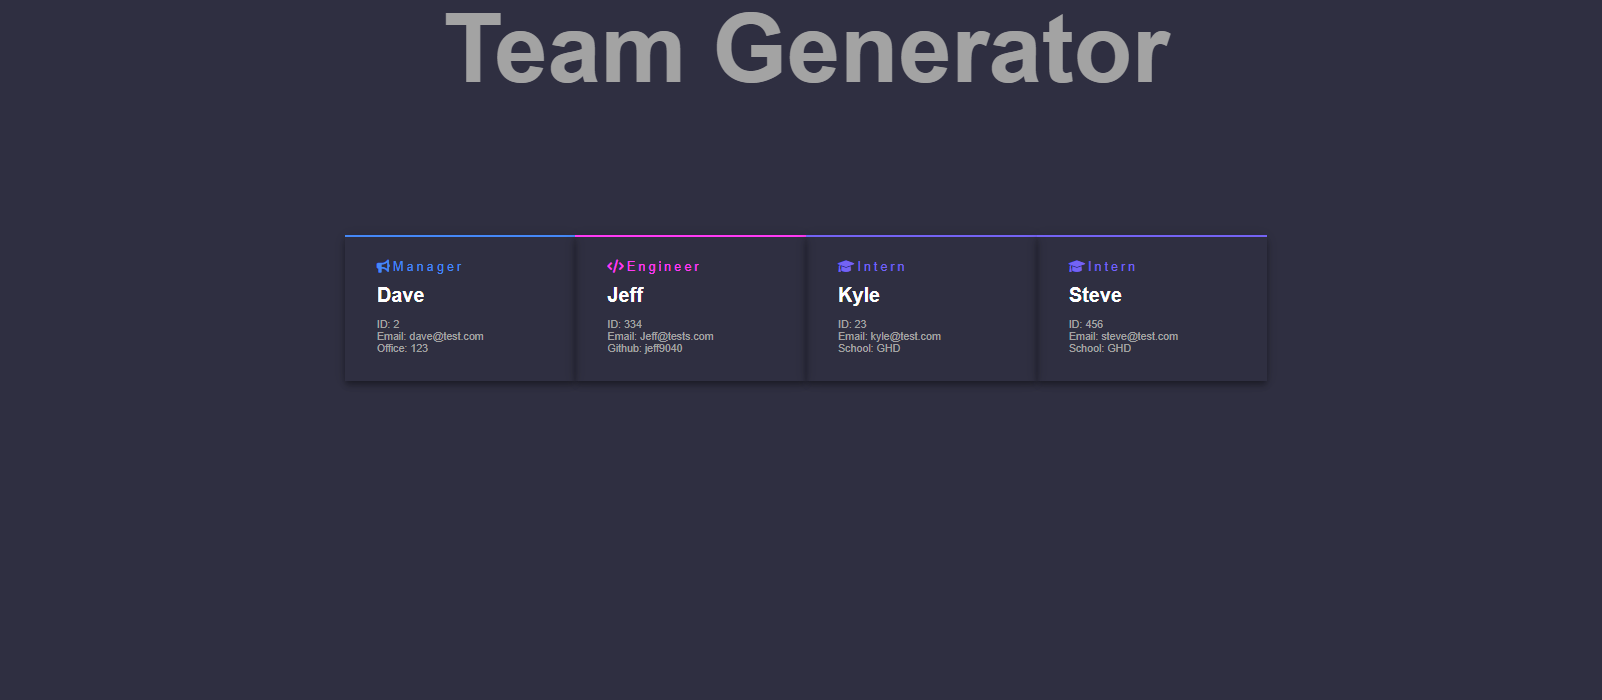 Team Generator
Manager
Dave
ID: 2
Email: dave@test.com
Office: 123
Engineer
Jeff
ID: 334
Email: Jeff@tests.com
Github: jeff9040
Intern
Kyle
ID: 23
Email: kyle@test.com
School: GHD
Intern
Steve
ID: 456
Email: steve@test.com
School: GHD